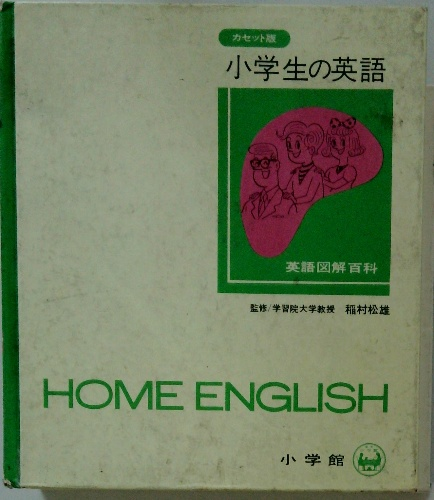 カセット版
小学生の英語
英語図解百科
監修/学習院大学教授 稲村松雄
HOME ENGLISH
小学館